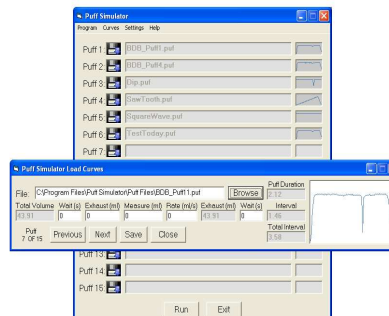 Puff Simulator
Program Curves Settings Help
Puff 1: BDB_Puff1.puf
Puff 2: BDB_Puff4.puf
Puff 3: Dip.puf
Puff 4: SawTooth.puf
Puff 5: SquareWave.puf
Puff 6: TestToday.puf
Puff 7:
Puff Simulator Load Curves
File: C:\Program Files\Puff Simulator\Puff Files\BDB_Puff11.puf Browse
Puff Duration
2.12
Total Volume Wait (s) Exhaust (ml) Measure (ml) Rate (ml/s) Exhaust (ml) Wait (s) Interval
43.91 0 0 0 0 43.91 0 1.46
Puff
7 OF 15
Previous Next Save Close
Total Interval
3.58
Puff 13:
Puff 14:
Puff 15:
Run Exit